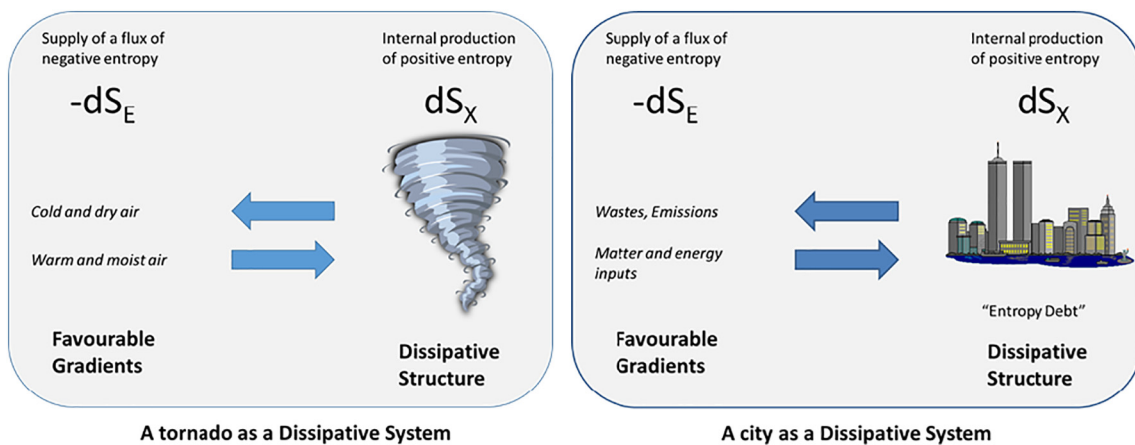 Supply of a flux of
negative entropy
-dSE
Internal production
of positive entropy
dSX
Cold and dry air
Warm and moist air
Favourable
Gradients
Dissipative
Structure
A tornado as a Dissipative System
Supply of a flux of
negative entropy
-dSE
Internal production
of positive entropy
dSX
Wastes, Emissions
Matter and energy
inputs
"Entropy Debt"
Favourable
Gradients
Dissipative
Structure
A city as a Dissipative System